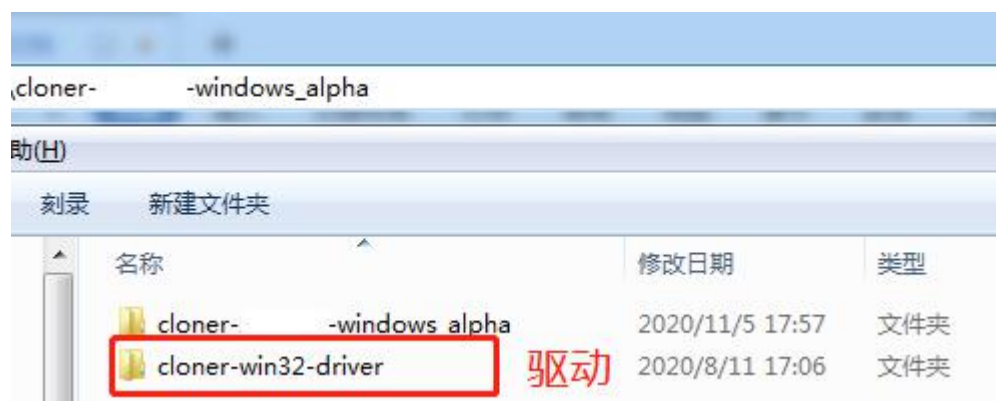 \cloner- -windows_alpha
助(H)
刻录 新建文件夹
名称 修改日期 类型
cloner- -windows_alpha 2020/11/5 17:57 文件夹
cloner-win32-driver 驱动 2020/8/11 17:06 文件夹